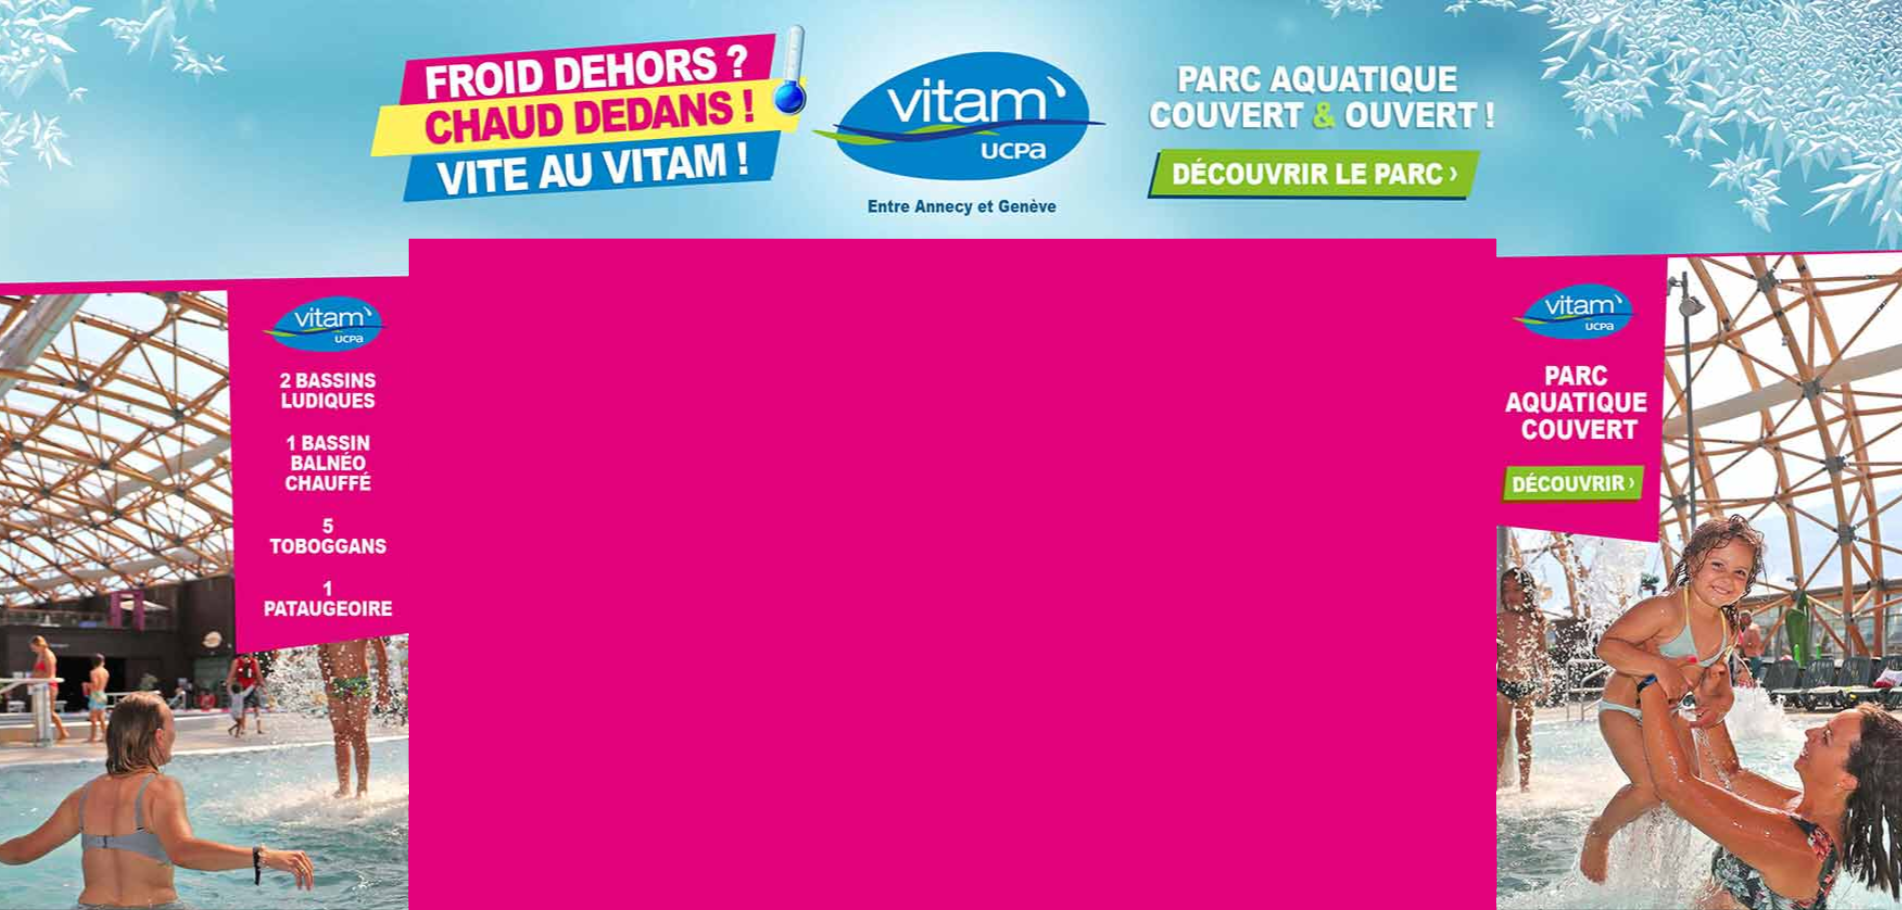 FROID DEHORS ?
CHAUD DEDANS !
VITE AU VITAM !
vitam
UCPA
Entre Annecy et Genève
PARC AQUATIQUE
COUVERT & OUVERT !
DÉCOUVRIR LE PARC ›
vitam
UCPA
2 BASSINS
LUDIQUES
1 BASSIN
BALNÉO
CHAUFFÉ
5
TOBOGGANS
1
PATAUGEOIRE
vitam
UCPA
PARC
AQUATIQUE
COUVERT
DÉCOUVRIR ›